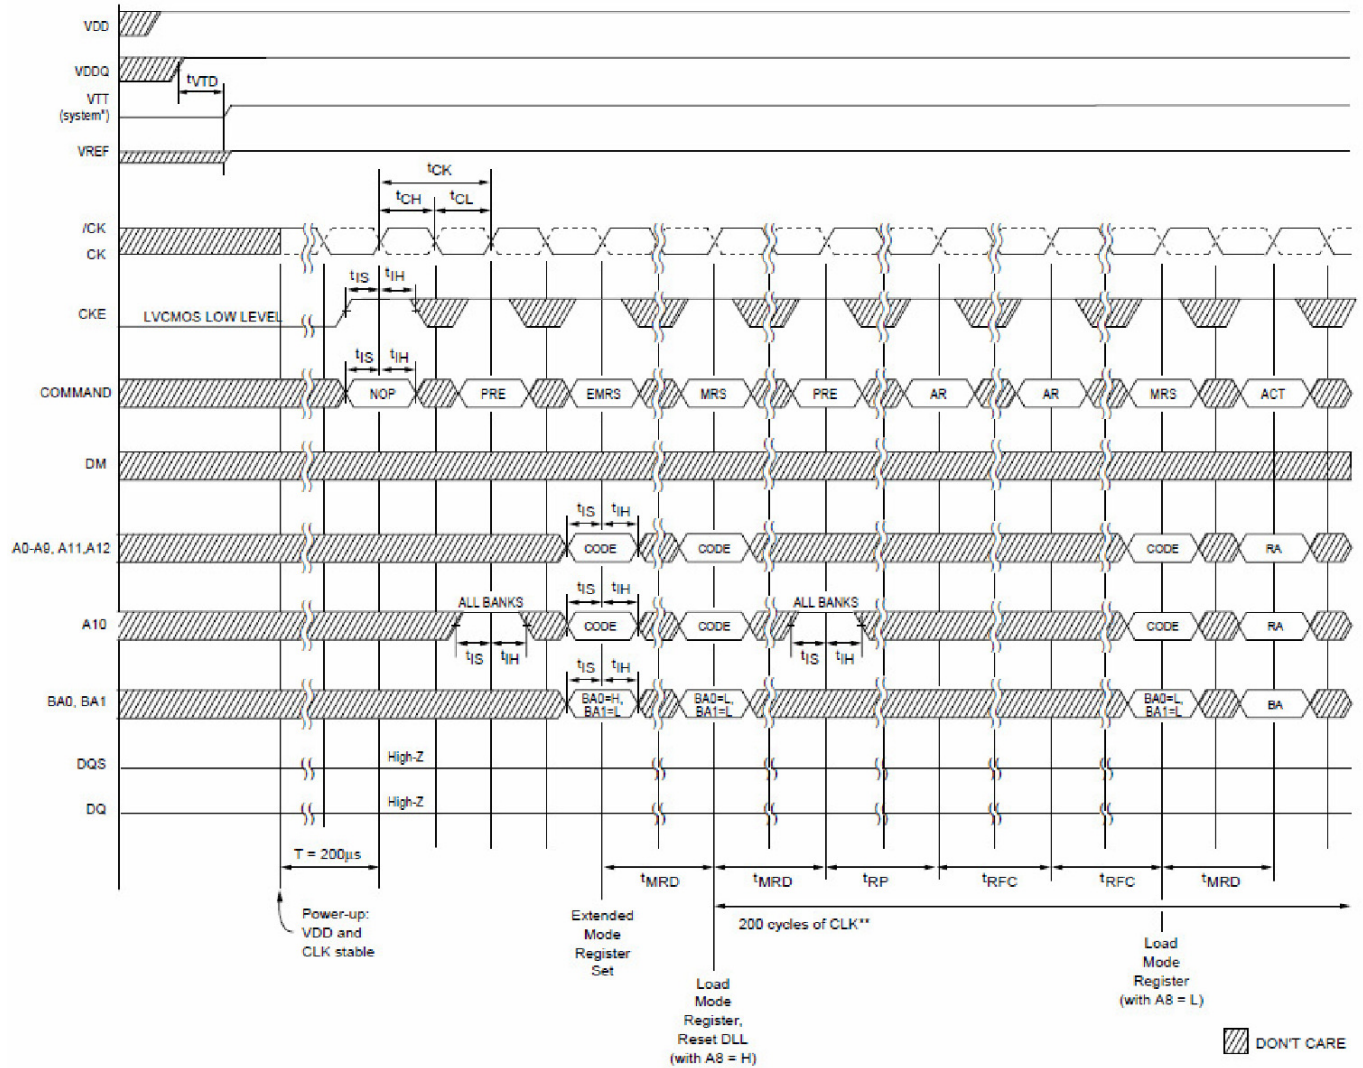 VDD
VDDQ
tVTD
VTT
(system*)
VREF
tCK
tCH tCL
/CK
CK
tIS tIH
CKE LVCMOS LOW LEVEL
tIS tIH
COMMAND NOP PRE EMRS MRS PRE AR AR MRS ACT
DM
tIS tIH
A0-A9, A11,A12 CODE CODE CODE RA
ALL BANKS tIS tIH ALL BANKS
A10 CODE CODE CODE RA
tIS tIH tIS tIH
tIS tIH
BA0, BA1 BA0=H, BA0=L, BA0=L, BA
BA1=L BA1=L BA1=L
DQS High-Z
DQ High-Z
T = 200µs
tMRD tMRD tRP tRFC tRFC tMRD
Power-up:
VDD and
CLK stable
Extended
Mode
Register
Set
200 cycles of CLK**
Load
Mode
Register,
Reset DLL
(with A8 = H)
Load
Mode
Register
(with A8 = L)
DON'T CARE